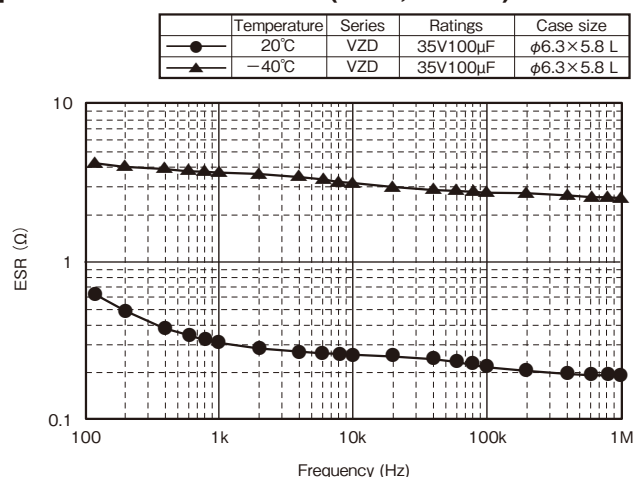 Temperature Series Ratings Case size
20℃ VZD 35V100μF φ6.3×5.8 L
−40℃ VZD 35V100μF φ6.3×5.8 L
10
1
0.1
ESR (Ω)
100 1k 10k 100k 1M
Frequency (Hz)